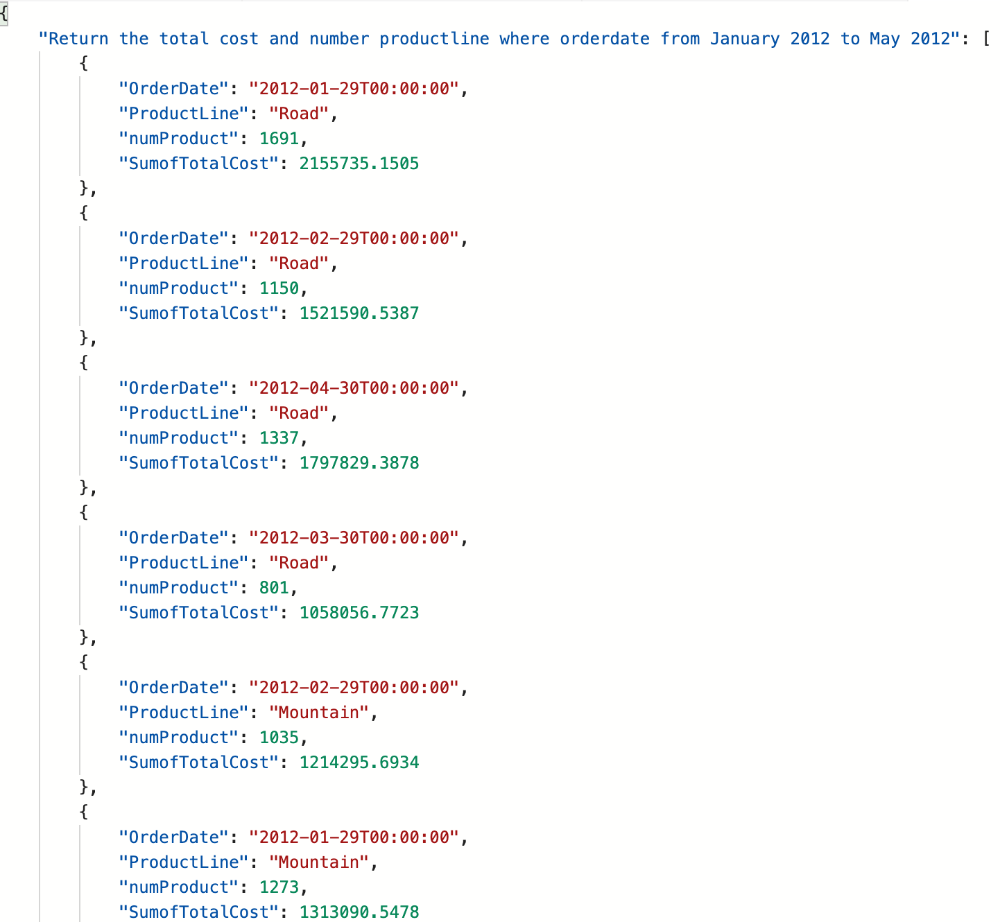 {
"Return the total cost and number productline where orderdate from January 2012 to May 2012": [
{
"OrderDate": "2012-01-29T00:00:00",
"ProductLine": "Road",
"numProduct": 1691,
"SumofTotalCost": 2155735.1505
},
{
"OrderDate": "2012-02-29T00:00:00",
"ProductLine": "Road",
"numProduct": 1150,
"SumofTotalCost": 1521590.5387
},
{
"OrderDate": "2012-04-30T00:00:00",
"ProductLine": "Road",
"numProduct": 1337,
"SumofTotalCost": 1797829.3878
},
{
"OrderDate": "2012-03-30T00:00:00",
"ProductLine": "Road",
"numProduct": 801,
"SumofTotalCost": 1058056.7723
},
{
"OrderDate": "2012-02-29T00:00:00",
"ProductLine": "Mountain",
"numProduct": 1035,
"SumofTotalCost": 1214295.6934
},
{
"OrderDate": "2012-01-29T00:00:00",
"ProductLine": "Mountain",
"numProduct": 1273,
"SumofTotalCost": 1313090.5478